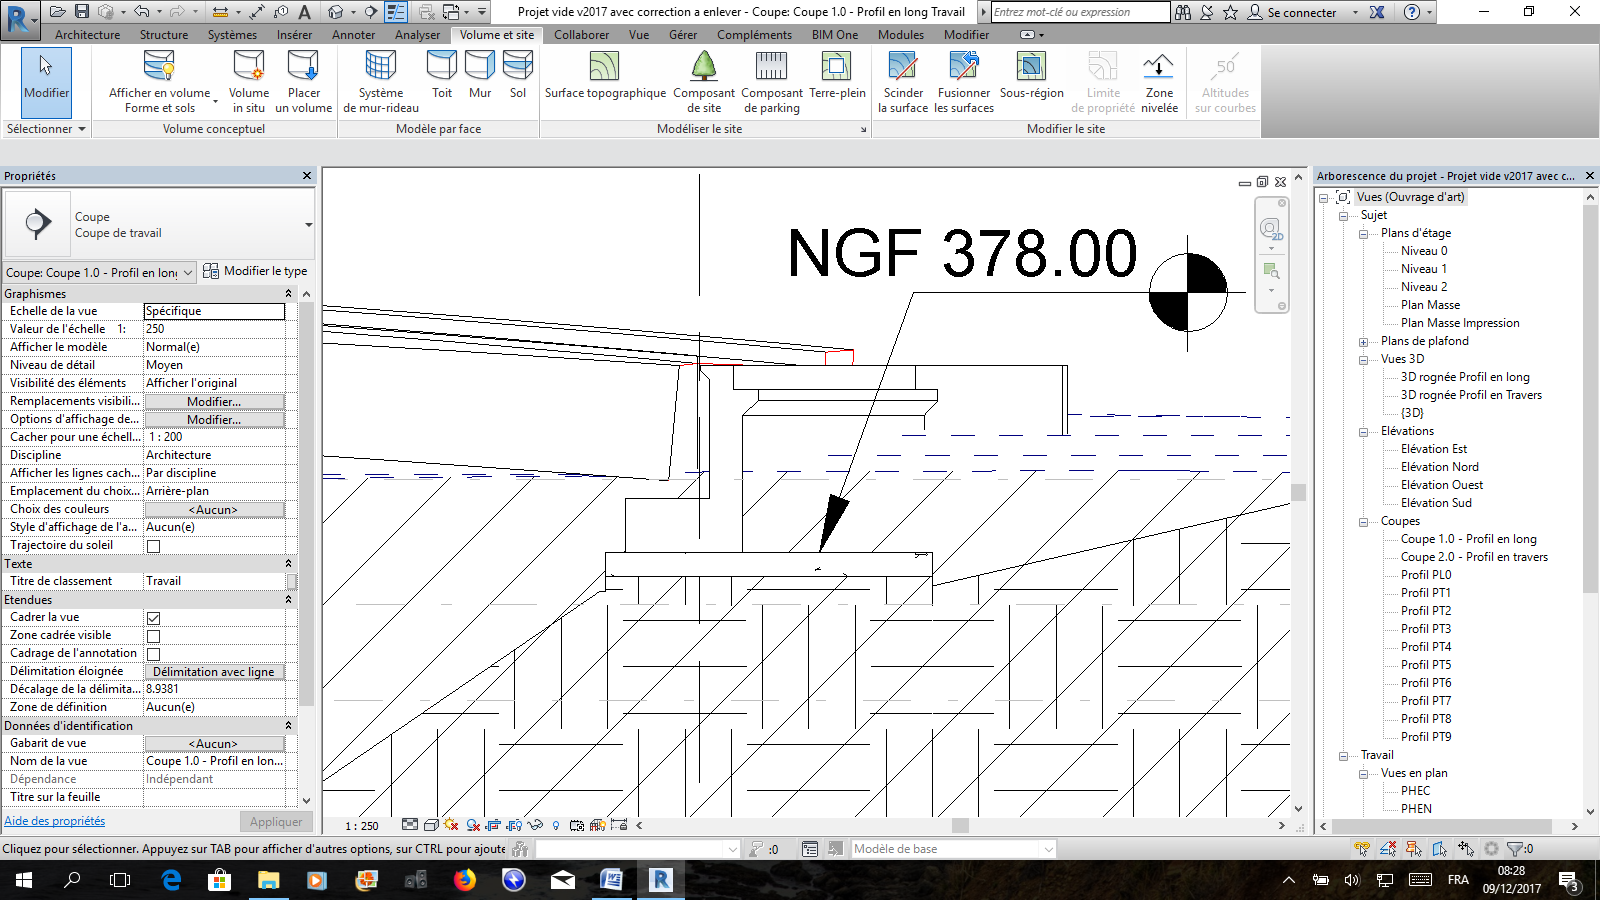 Projet vide v2017 avec correction a enlever - Coupe: Coupe 1.0 - Profil en long Travail
Entrez mot-clé ou expression
Se connecter
Architecture Structure Systèmes Insérer Annoter Analyser Volume et site Collaborer Vue Gérer Compléments BIM One Modules Modifier
Modifier
Afficher en volume
Forme et sols
Volume
in situ
Placer
un volume
Système
de mur-rideau
Toit
Mur
Sol
Surface topographique
Composant
de site
Composant
de parking
Terre-plein
Scinder
la surface
Fusionner
les surfaces
Sous-région
Limite
de propriété
Zone
nivelée
50
Altitudes
sur courbes
Sélectionner
Volume conceptuel
Modèle par face
Modéliser le site
Modifier le site
Propriétés
Coupe
Coupe de travail
Coupe: Coupe 1.0 - Profil en long
Modifier le type
Graphismes
Echelle de la vue Spécifique
Valeur de l'échelle 1: 250
Afficher le modèle Normal(e)
Niveau de détail Moyen
Visibilité des éléments Afficher l'original
Remplacements visibili... Modifier...
Options d'affichage de... Modifier...
Cacher pour une échell... 1 : 200
Discipline Architecture
Afficher les lignes cach... Par discipline
Emplacement du choix... Arrière-plan
Choix des couleurs <Aucun>
Style d'affichage de l'a... Aucun(e)
Trajectoire du soleil
Texte
Titre de classement Travail
Etendues
Cadrer la vue
Zone cadrée visible
Cadrage de l'annotation
Délimitation éloignée Délimitation avec ligne
Décalage de la délimita... 8.9381
Zone de définition Aucun(e)
Données d'identification
Gabarit de vue <Aucun>
Nom de la vue Coupe 1.0 - Profil en lon...
Dépendance Indépendant
Titre sur la feuille
Aide des propriétés
Appliquer
NGF 378.00
2D
1 : 250
Arborescence du projet - Projet vide v2017 avec c...
Vues (Ouvrage d'art)
Sujet
Plans d'étage
Niveau 0
Niveau 1
Niveau 2
Plan Masse
Plan Masse Impression
Plans de plafond
Vues 3D
3D rognée Profil en long
3D rognée Profil en Travers
{3D}
Elévations
Elévation Est
Elévation Nord
Elévation Ouest
Elévation Sud
Coupes
Coupe 1.0 - Profil en long
Coupe 2.0 - Profil en travers
Profil PL0
Profil PT1
Profil PT2
Profil PT3
Profil PT4
Profil PT5
Profil PT6
Profil PT7
Profil PT8
Profil PT9
Travail
Vues en plan
PHEC
PHEN
Cliquez pour sélectionner. Appuyez sur TAB pour afficher d'autres options, sur CTRL pour ajoute
:0
Modèle de base
:0
FRA
08:28
09/12/2017
3